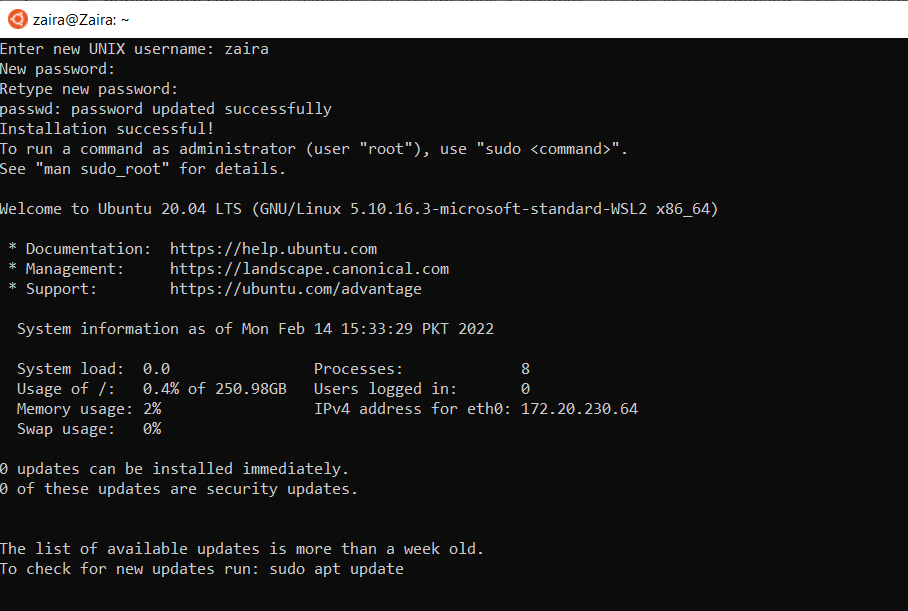 zaira@Zaira: ~
Enter new UNIX username: zaira
New password:
Retype new password:
passwd: password updated successfully
Installation successful!
To run a command as administrator (user "root"), use "sudo <command>".
See "man sudo_root" for details.
Welcome to Ubuntu 20.04 LTS (GNU/Linux 5.10.16.3-microsoft-standard-WSL2 x86_64)
* Documentation:  https://help.ubuntu.com
* Management:     https://landscape.canonical.com
* Support:        https://ubuntu.com/advantage
System information as of Mon Feb 14 15:33:29 PKT 2022
System load:  0.0                Processes:             8
Usage of /:   0.4% of 250.98GB   Users logged in:       0
Memory usage: 2%                 IPv4 address for eth0: 172.20.230.64
Swap usage:   0%
0 updates can be installed immediately.
0 of these updates are security updates.
The list of available updates is more than a week old.
To check for new updates run: sudo apt update